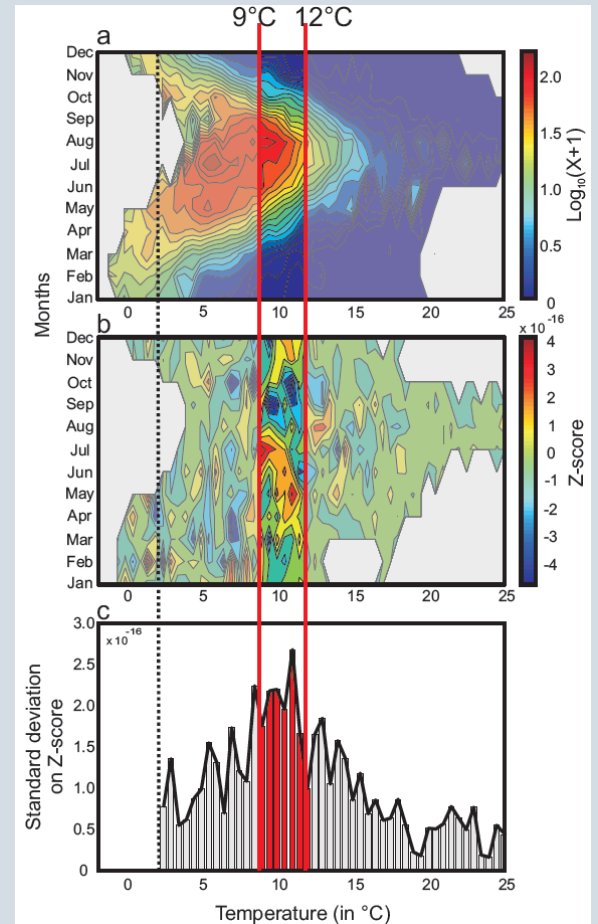 9°C 12°C
a
Dec
Nov
Oct
Sep
Aug
Jul
Jun
May
Apr
Mar
Feb
Jan
0 5 10 15 20 25
2.0
1.5
1.0
0.5
0
Log10(X+1)
Months
b
Dec
Nov
Oct
Sep
Aug
Jul
Jun
May
Apr
Mar
Feb
Jan
0 5 10 15 20 25
x 10-16
4
3
2
1
0
-1
-2
-3
-4
Z-score
c
3.0
2.5
2.0
1.5
1.0
0.5
0
x 10-16
Standard deviation
on Z-score
0 5 10 15 20 25
Temperature (in °C)